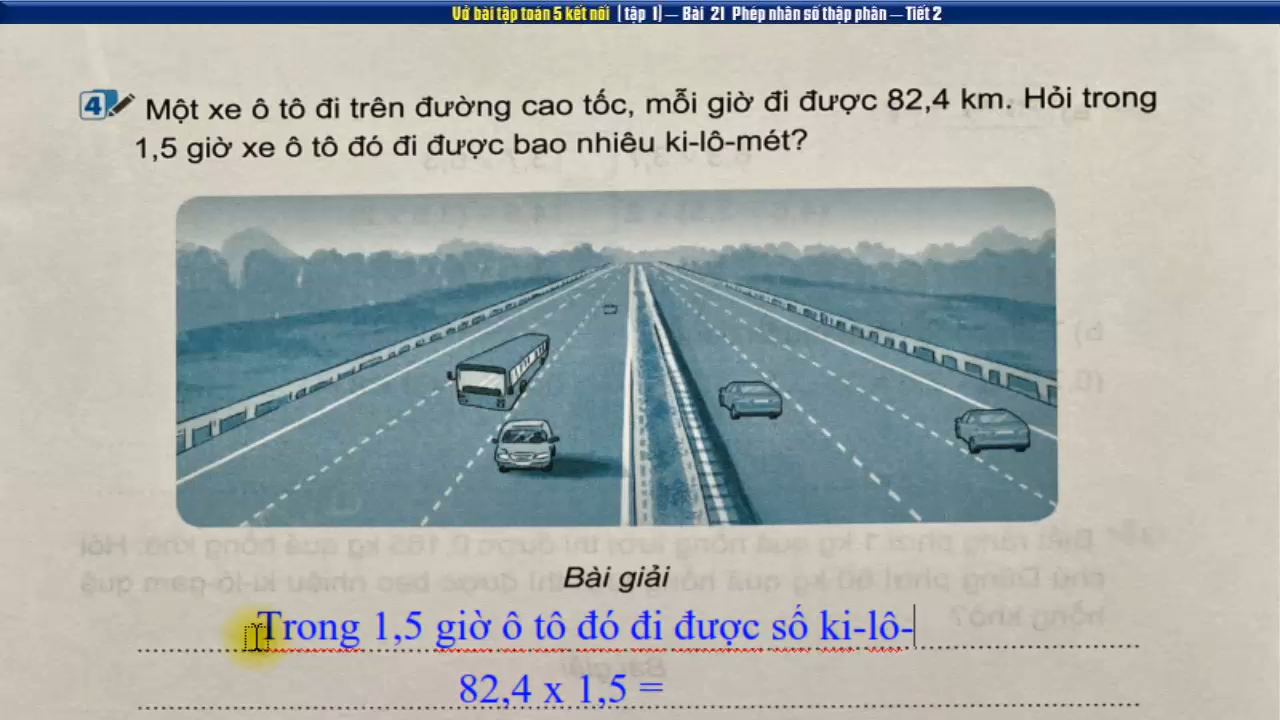 Vở bài tập toán 5 kết nối (tập 1) – Bài 21 Phép nhân số thập phân – Tiết 2
4 Một xe ô tô đi trên đường cao tốc, mỗi giờ đi được 82,4 km. Hỏi trong
1,5 giờ xe ô tô đó đi được bao nhiêu ki-lô-mét?
Bài giải
Trong 1,5 giờ ô tô đó đi được số ki-lô-
82,4 x 1,5 =